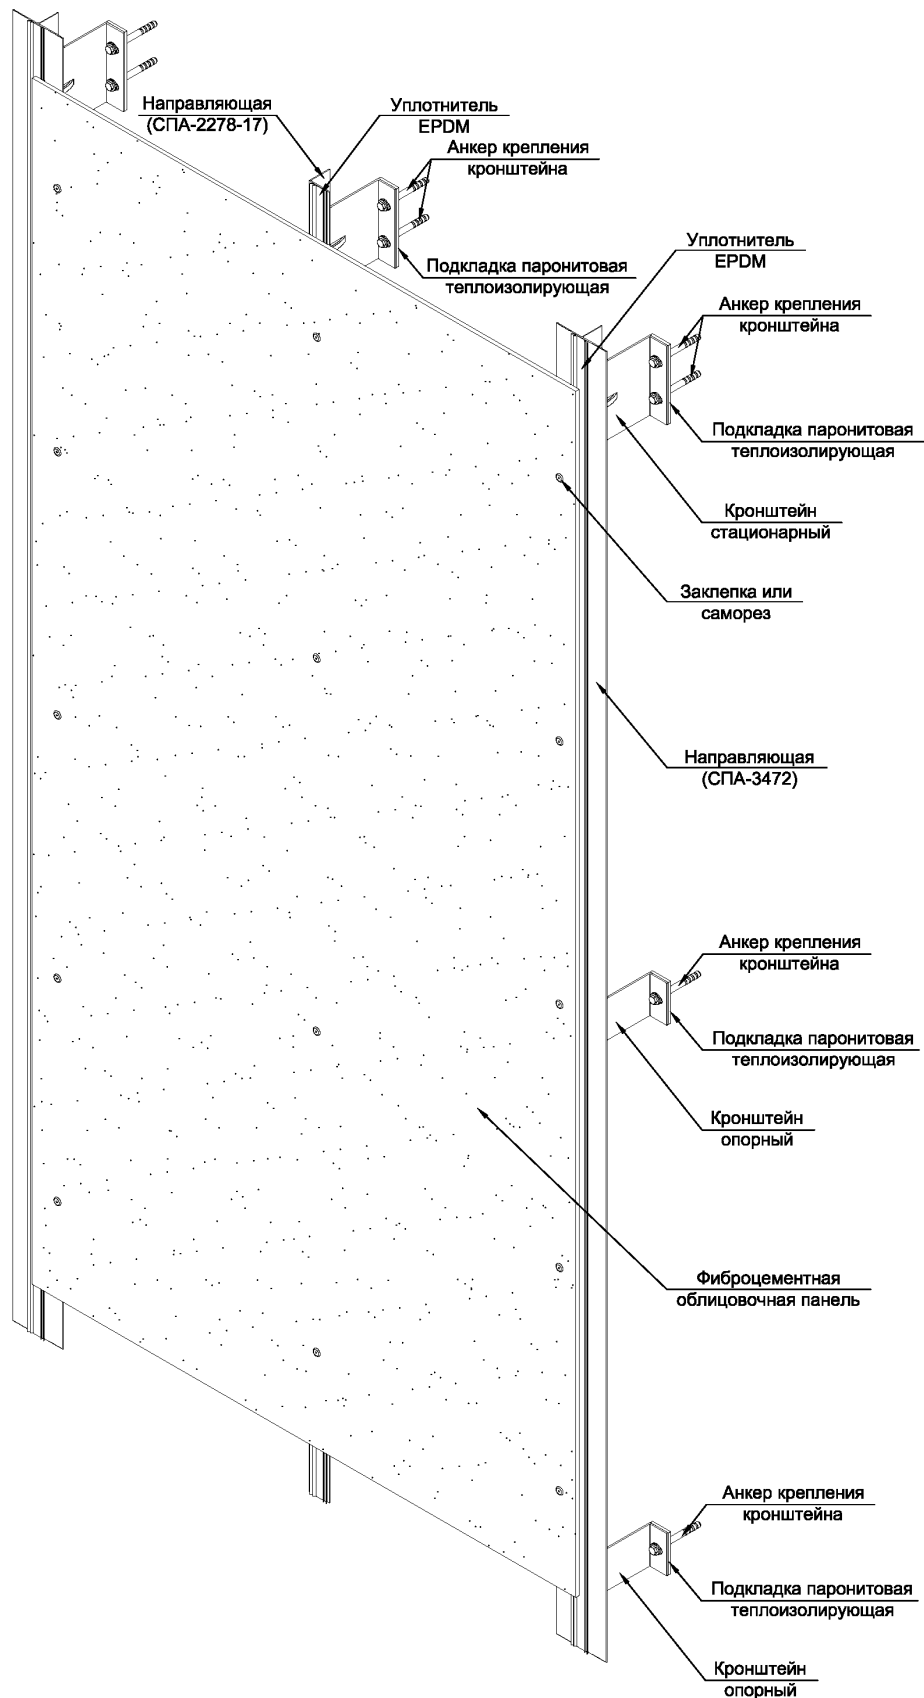 Направляющая
(СПА-2278-17)
Уплотнитель
EPDM
Анкер крепления
кронштейна
Подкладка паронитовая
теплоизолирующая
Уплотнитель
EPDM
Анкер крепления
кронштейна
Подкладка паронитовая
теплоизолирующая
Кронштейн
стационарный
Заклепка или
саморез
Направляющая
(СПА-3472)
Анкер крепления
кронштейна
Подкладка паронитовая
теплоизолирующая
Кронштейн
опорный
Фиброцементная
облицовочная панель
Анкер крепления
кронштейна
Подкладка паронитовая
теплоизолирующая
Кронштейн
опорный